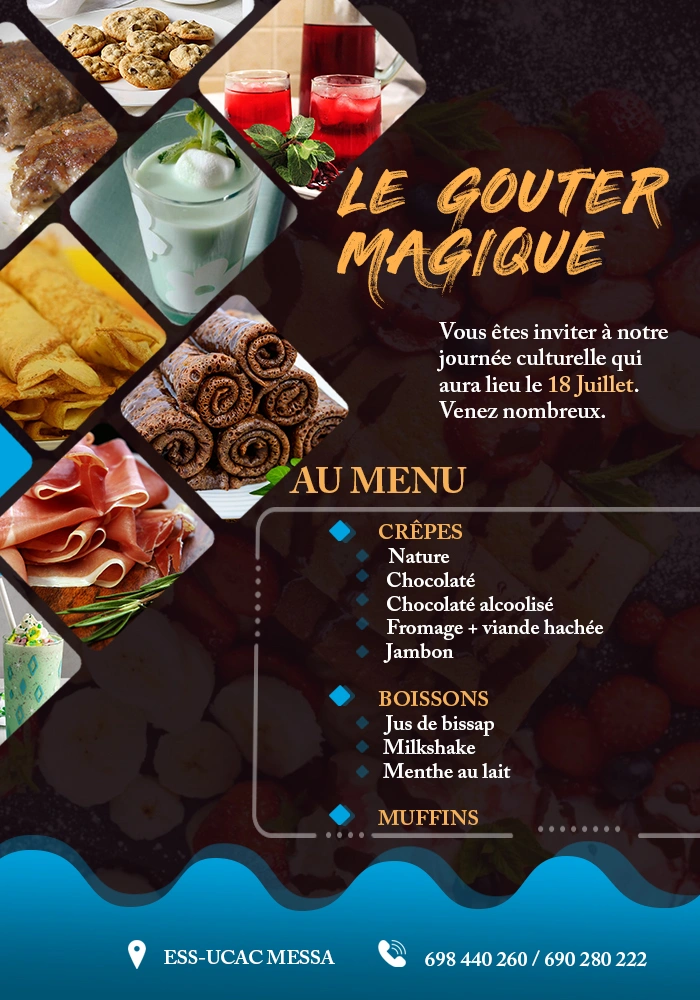 LE GOUTER
MAGIQUE
Vous êtes inviter à notre
journée culturelle qui
aura lieu le 18 Juillet.
Venez nombreux.
AU MENU
CRÊPES
Nature
Chocolaté
Chocolaté alcoolisé
Fromage + viande hachée
Jambon
BOISSONS
Jus de bissap
Milkshake
Menthe au lait
MUFFINS
ESS-UCAC MESSA
698 440 260 / 690 280 222